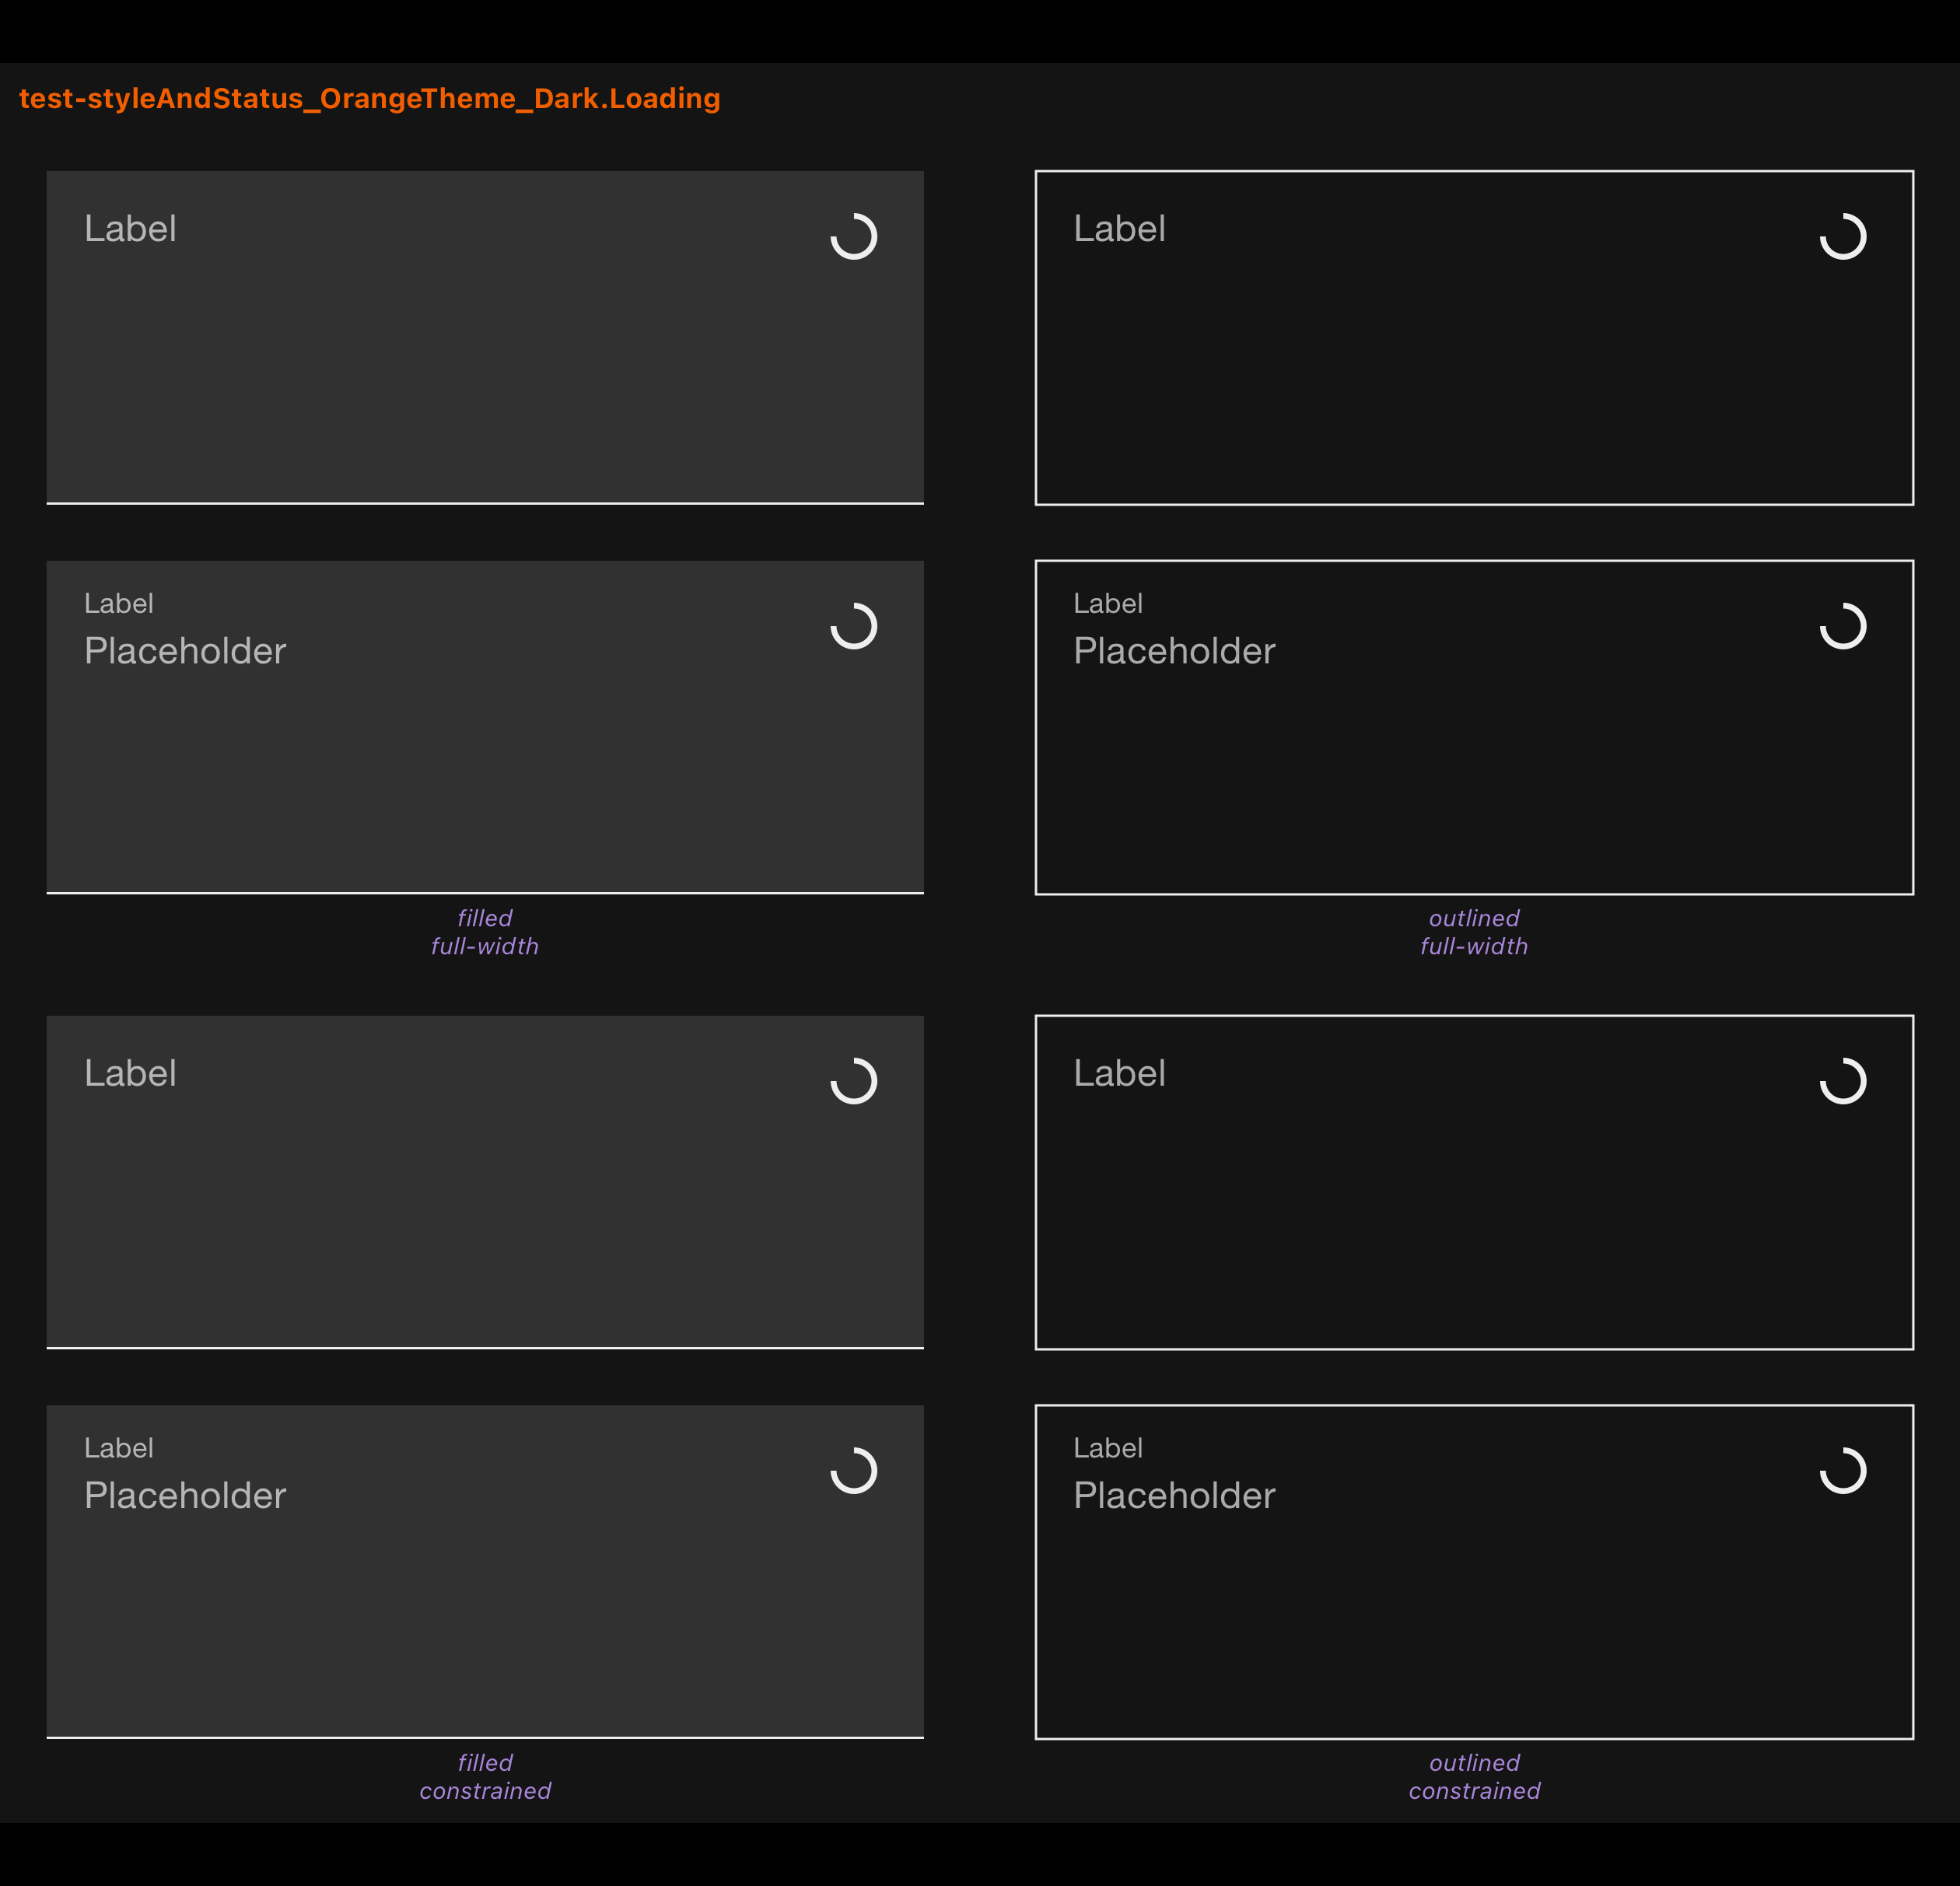 test-styleAndStatus_OrangeTheme_Dark.Loading
Label
Label
Label
Placeholder
Label
Placeholder
filled
full-width
outlined
full-width
Label
Label
Label
Placeholder
Label
Placeholder
filled
constrained
outlined
constrained